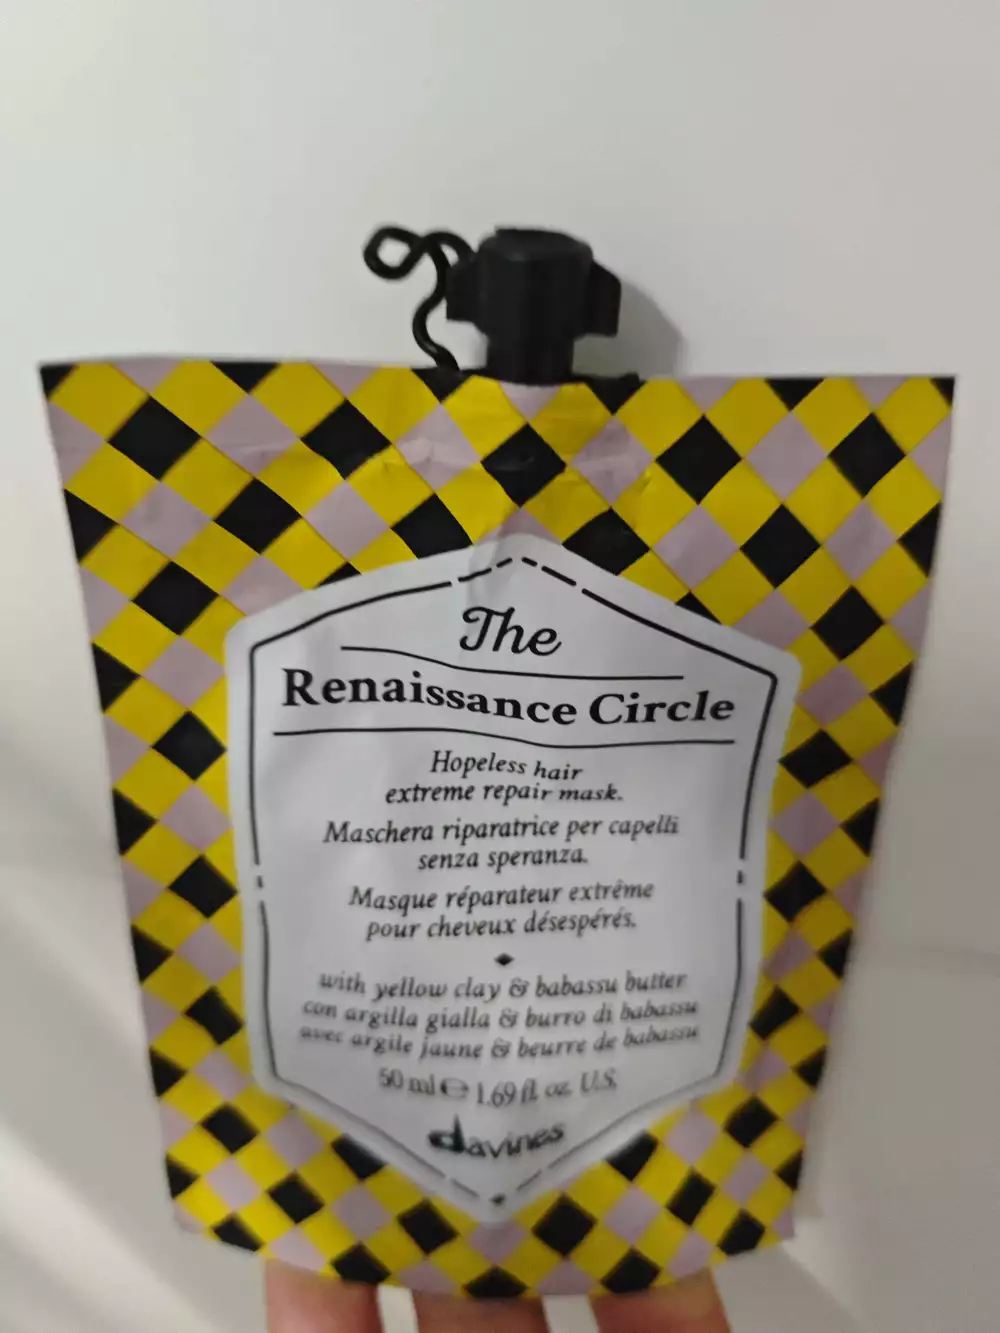 The
Renaissance Circle
Hopeless hair
extreme repair mask.
Maschera riparatrice per capelli
senza speranza.
Masque réparateur extrême
pour cheveux désespérés.
with yellow clay & babassu butter
con argilla gialla & burro di babassu
avec argile jaune & beurre de babassu
50 ml ℮ 1.69 fl. oz. U.S.
davines